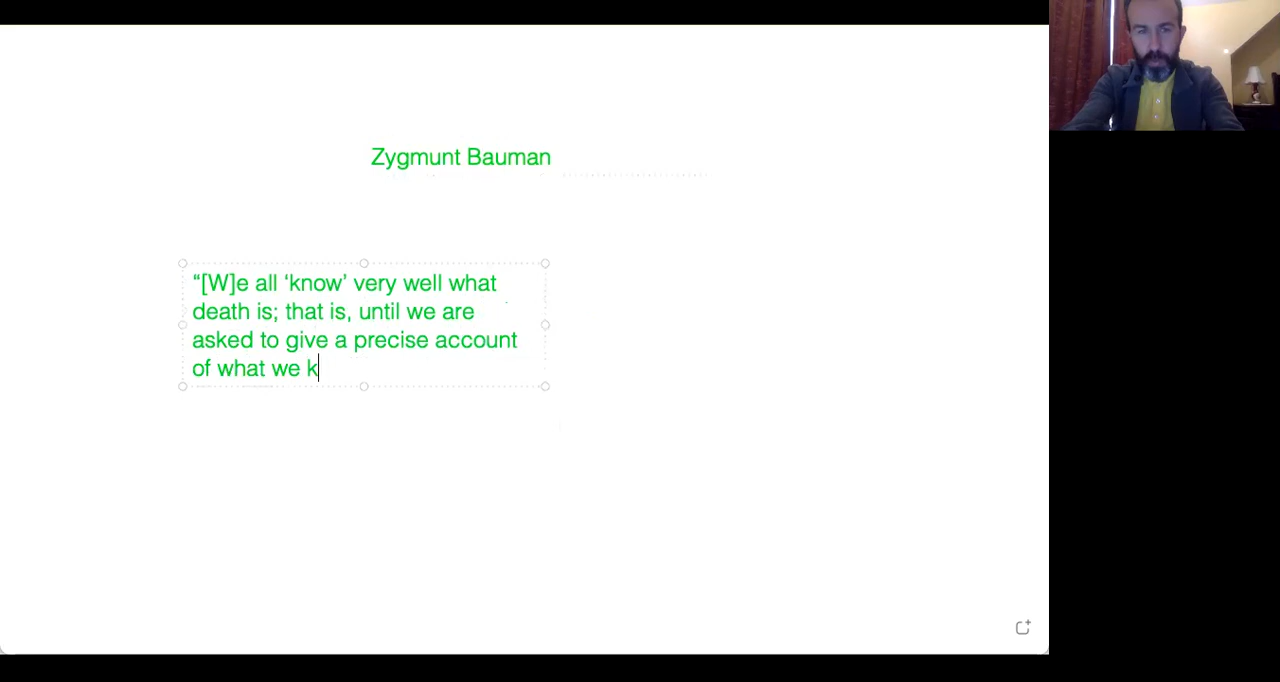 Zygmunt Bauman
“[W]e all ‘know’ very well what
death is; that is, until we are
asked to give a precise account
of what we k